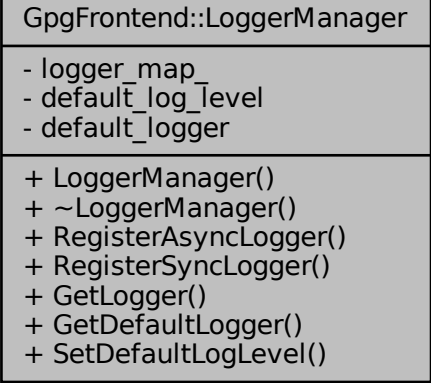 GpgFrontend::LoggerManager
- logger_map_
- default_log_level
- default_logger
+ LoggerManager()
+ ~LoggerManager()
+ RegisterAsyncLogger()
+ RegisterSyncLogger()
+ GetLogger()
+ GetDefaultLogger()
+ SetDefaultLogLevel()